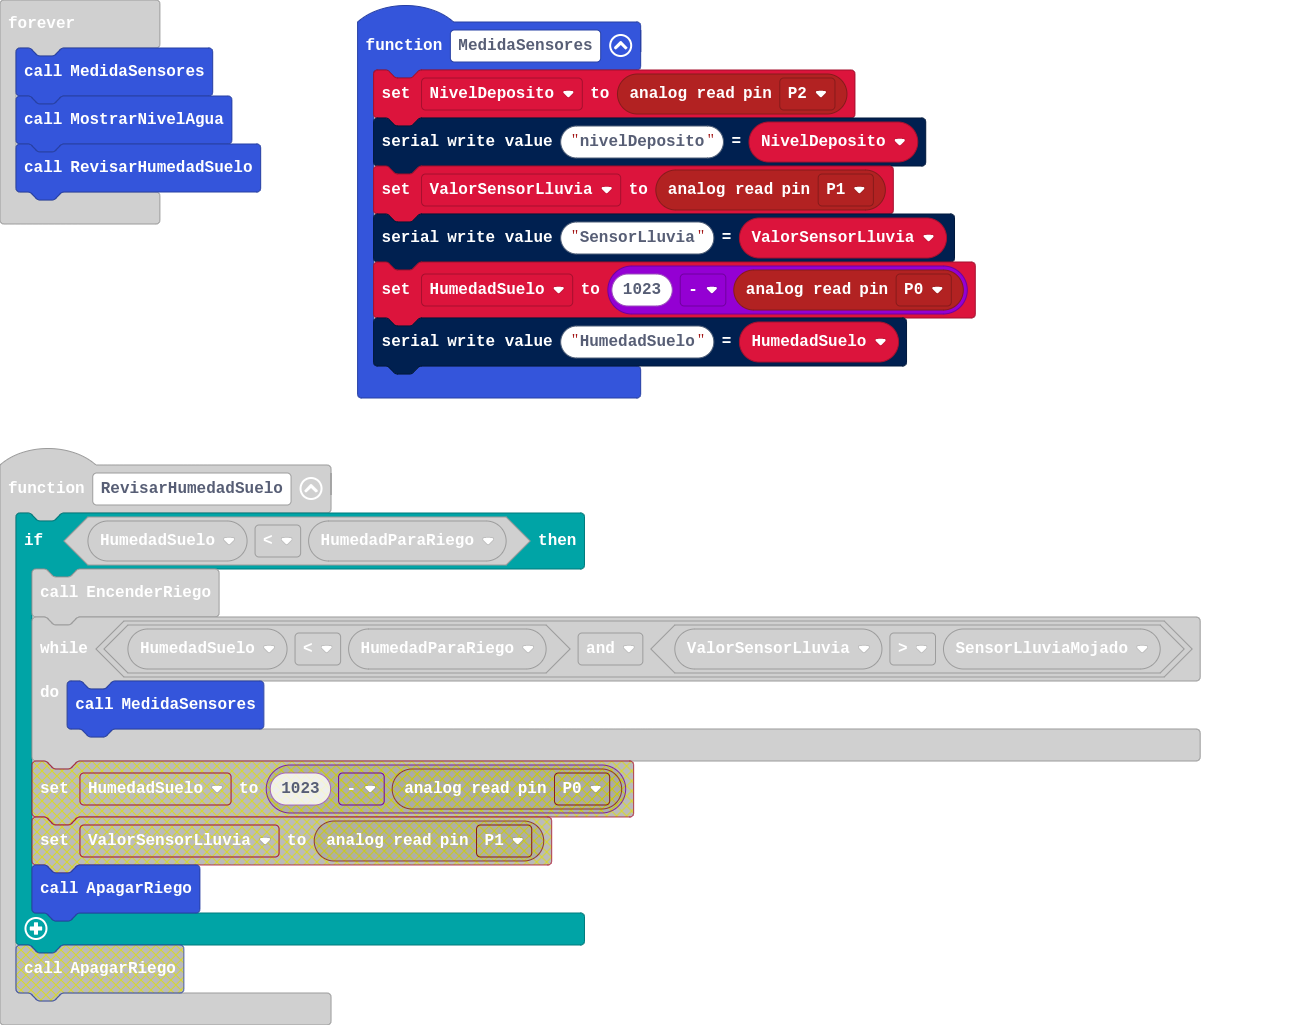 forever
call MedidaSensores
call MostrarNivelAgua
call RevisarHumedadSuelo
function MedidaSensores
set NivelDeposito to analog read pin P2
serial write value "nivelDeposito" = NivelDeposito
set ValorSensorLluvia to analog read pin P1
serial write value "SensorLluvia" = ValorSensorLluvia
set HumedadSuelo to 1023 - analog read pin P0
serial write value "HumedadSuelo" = HumedadSuelo
function RevisarHumedadSuelo
if HumedadSuelo < HumedadParaRiego then
call EncenderRiego
while HumedadSuelo < HumedadParaRiego and ValorSensorLluvia > SensorLluviaMojado
do call MedidaSensores
set HumedadSuelo to 1023 - analog read pin P0
set ValorSensorLluvia to analog read pin P1
call ApagarRiego
call ApagarRiego